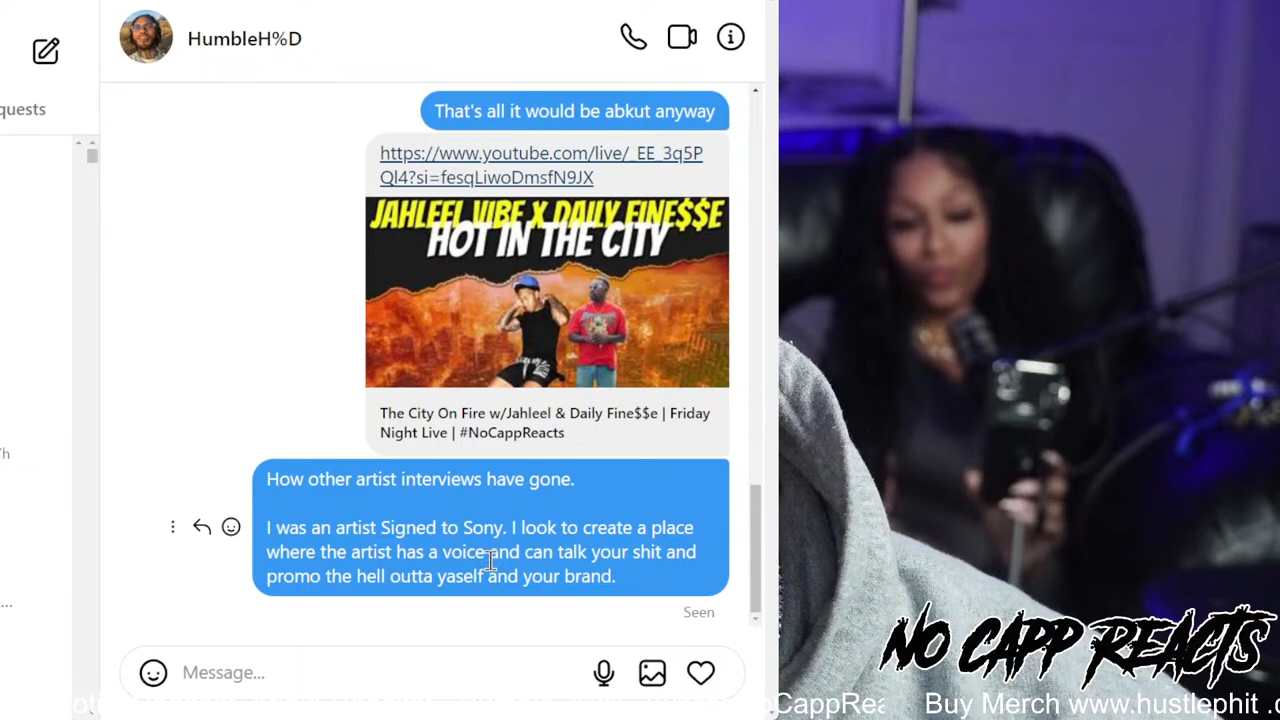 HumbleH%D
quests
That's all it would be abkut anyway
https://www.youtube.com/live/_EE_3q5P
Ql4?si=fesqLiwoDmsfN9JX
JAHLEEL VIBE X DAILY FINE$$E
HOT IN THE CITY
The City On Fire w/Jahleel & Daily Fine$$e | Friday
Night Live | #NoCappReacts
/h
How other artist interviews have gone.
I was an artist Signed to Sony. I look to create a place
where the artist has a voice and can talk your shit and
promo the hell outta yaself and your brand.
...
Seen
Message...
NO CAPP REACTS
oCappRea Buy Merch www.hustlephit .c